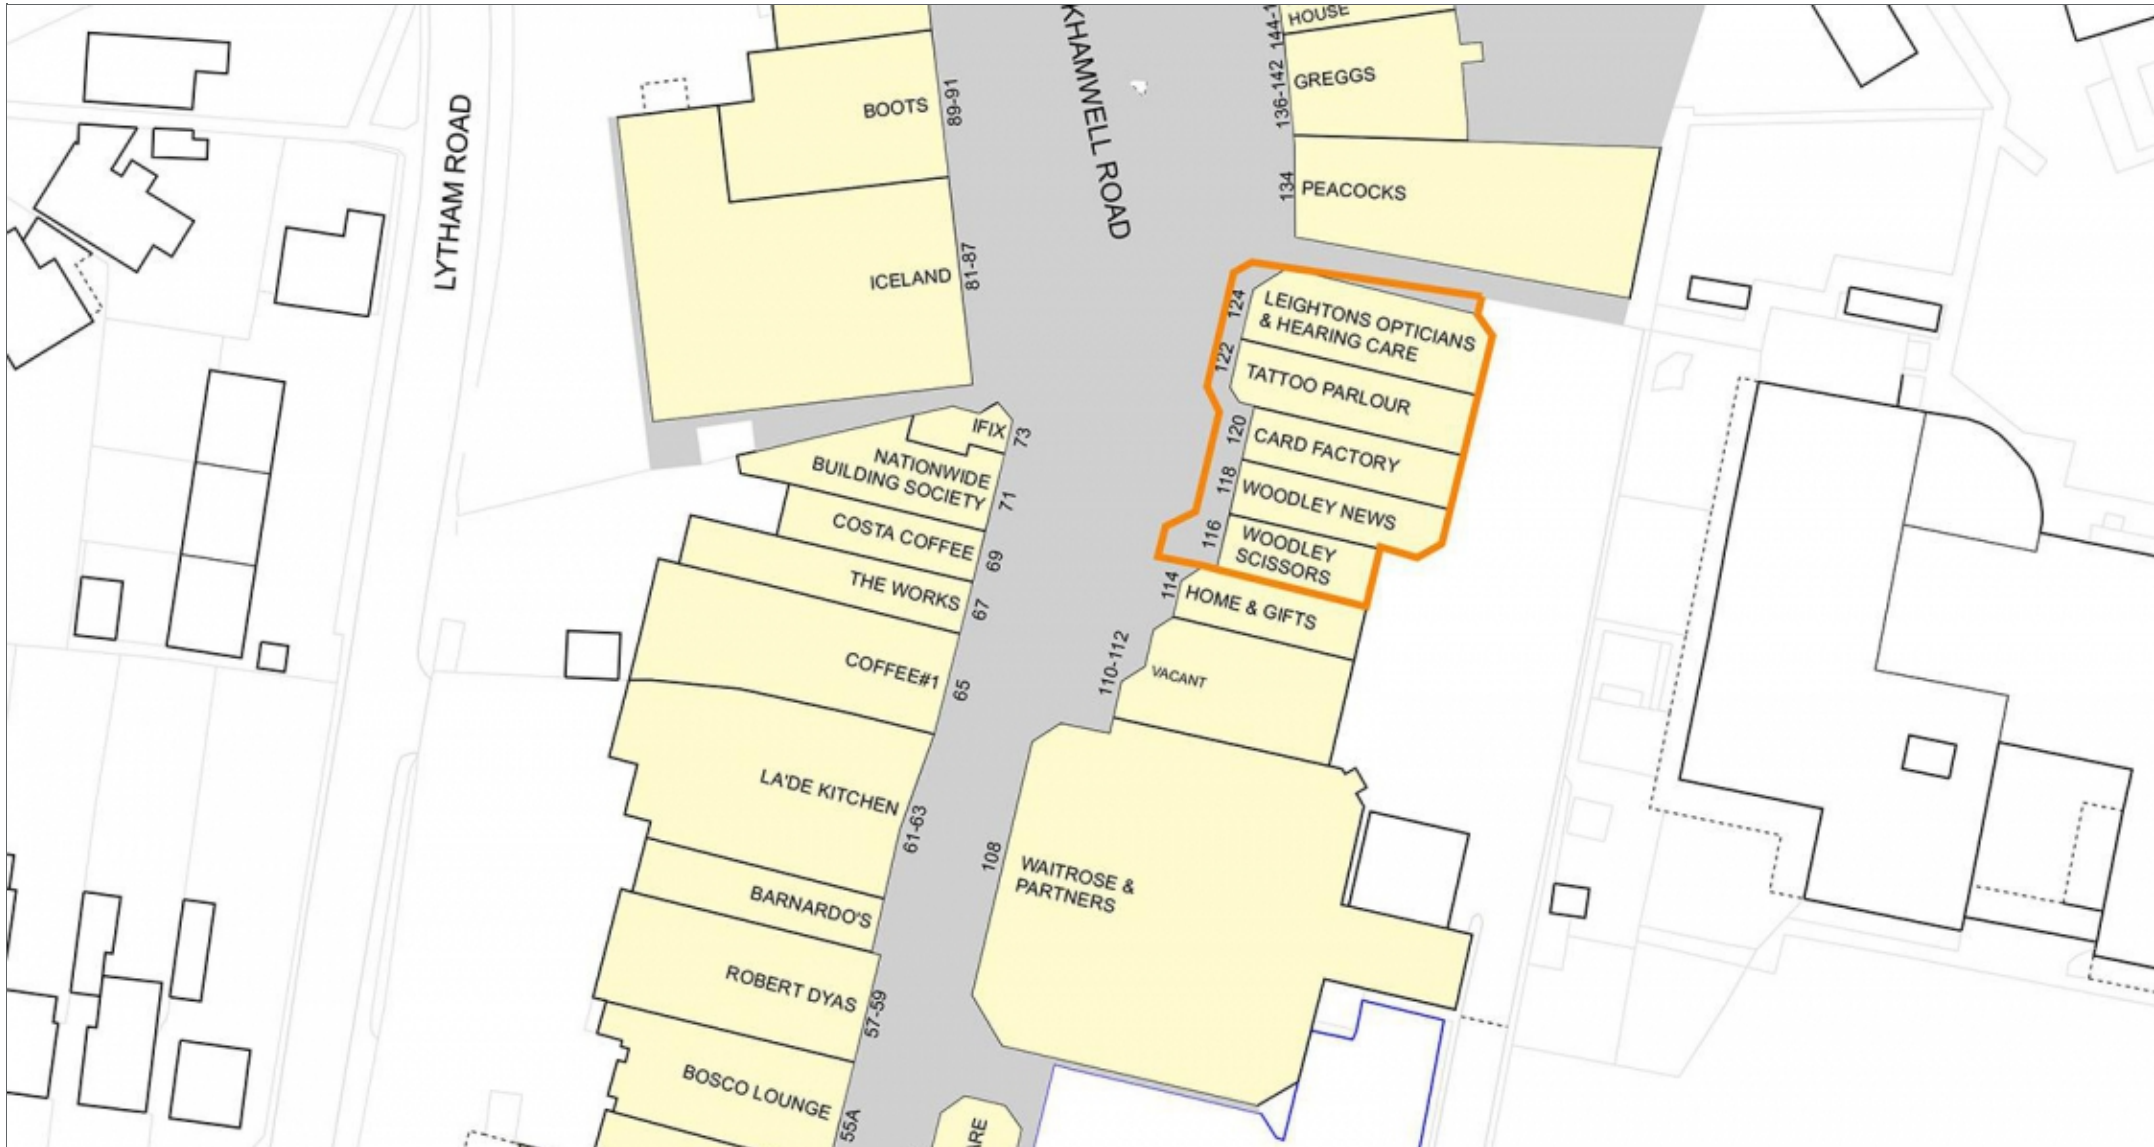 HOUSE
144-1
KHAMWELL ROAD
GREGGS
136-142
BOOTS
89-91
LYTHAM ROAD
134
PEACOCKS
ICELAND
81-87
124
LEIGHTONS OPTICIANS
& HEARING CARE
122
TATTOO PARLOUR
120
CARD FACTORY
118
WOODLEY NEWS
116
WOODLEY
SCISSORS
114
HOME & GIFTS
110-112
VACANT
108
WAITROSE &
PARTNERS
IFIX
73
NATIONWIDE
BUILDING SOCIETY
71
COSTA COFFEE
69
THE WORKS
67
COFFEE#1
65
LA'DE KITCHEN
61-63
BARNARDO'S
ROBERT DYAS
57-59
BOSCO LOUNGE
55A
ARE